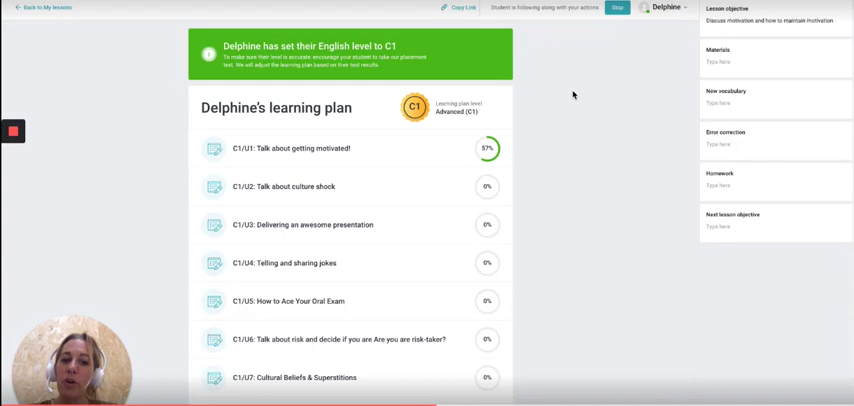 ← Back to My lessons
Copy Link
Student is following along with your actions
Stop
Delphine
Delphine has set their English level to C1
To make sure their level is accurate, encourage your student to take our placement
test. We will adjust the learning plan based on their test results.
Delphine's learning plan
C1
Learning plan level
Advanced (C1)
C1/U1: Talk about getting motivated!
57%
C1/U2: Talk about culture shock
0%
C1/U3: Delivering an awesome presentation
0%
C1/U4: Telling and sharing jokes
0%
C1/U5: How to Ace Your Oral Exam
0%
C1/U6: Talk about risk and decide if you are Are you are risk-taker?
0%
C1/U7: Cultural Beliefs & Superstitions
0%
Lesson objective
Discuss motivation and how to maintain motivation
Materials
Type here
New vocabulary
Type here
Error correction
Type here
Homework
Type here
Next lesson objective
Type here